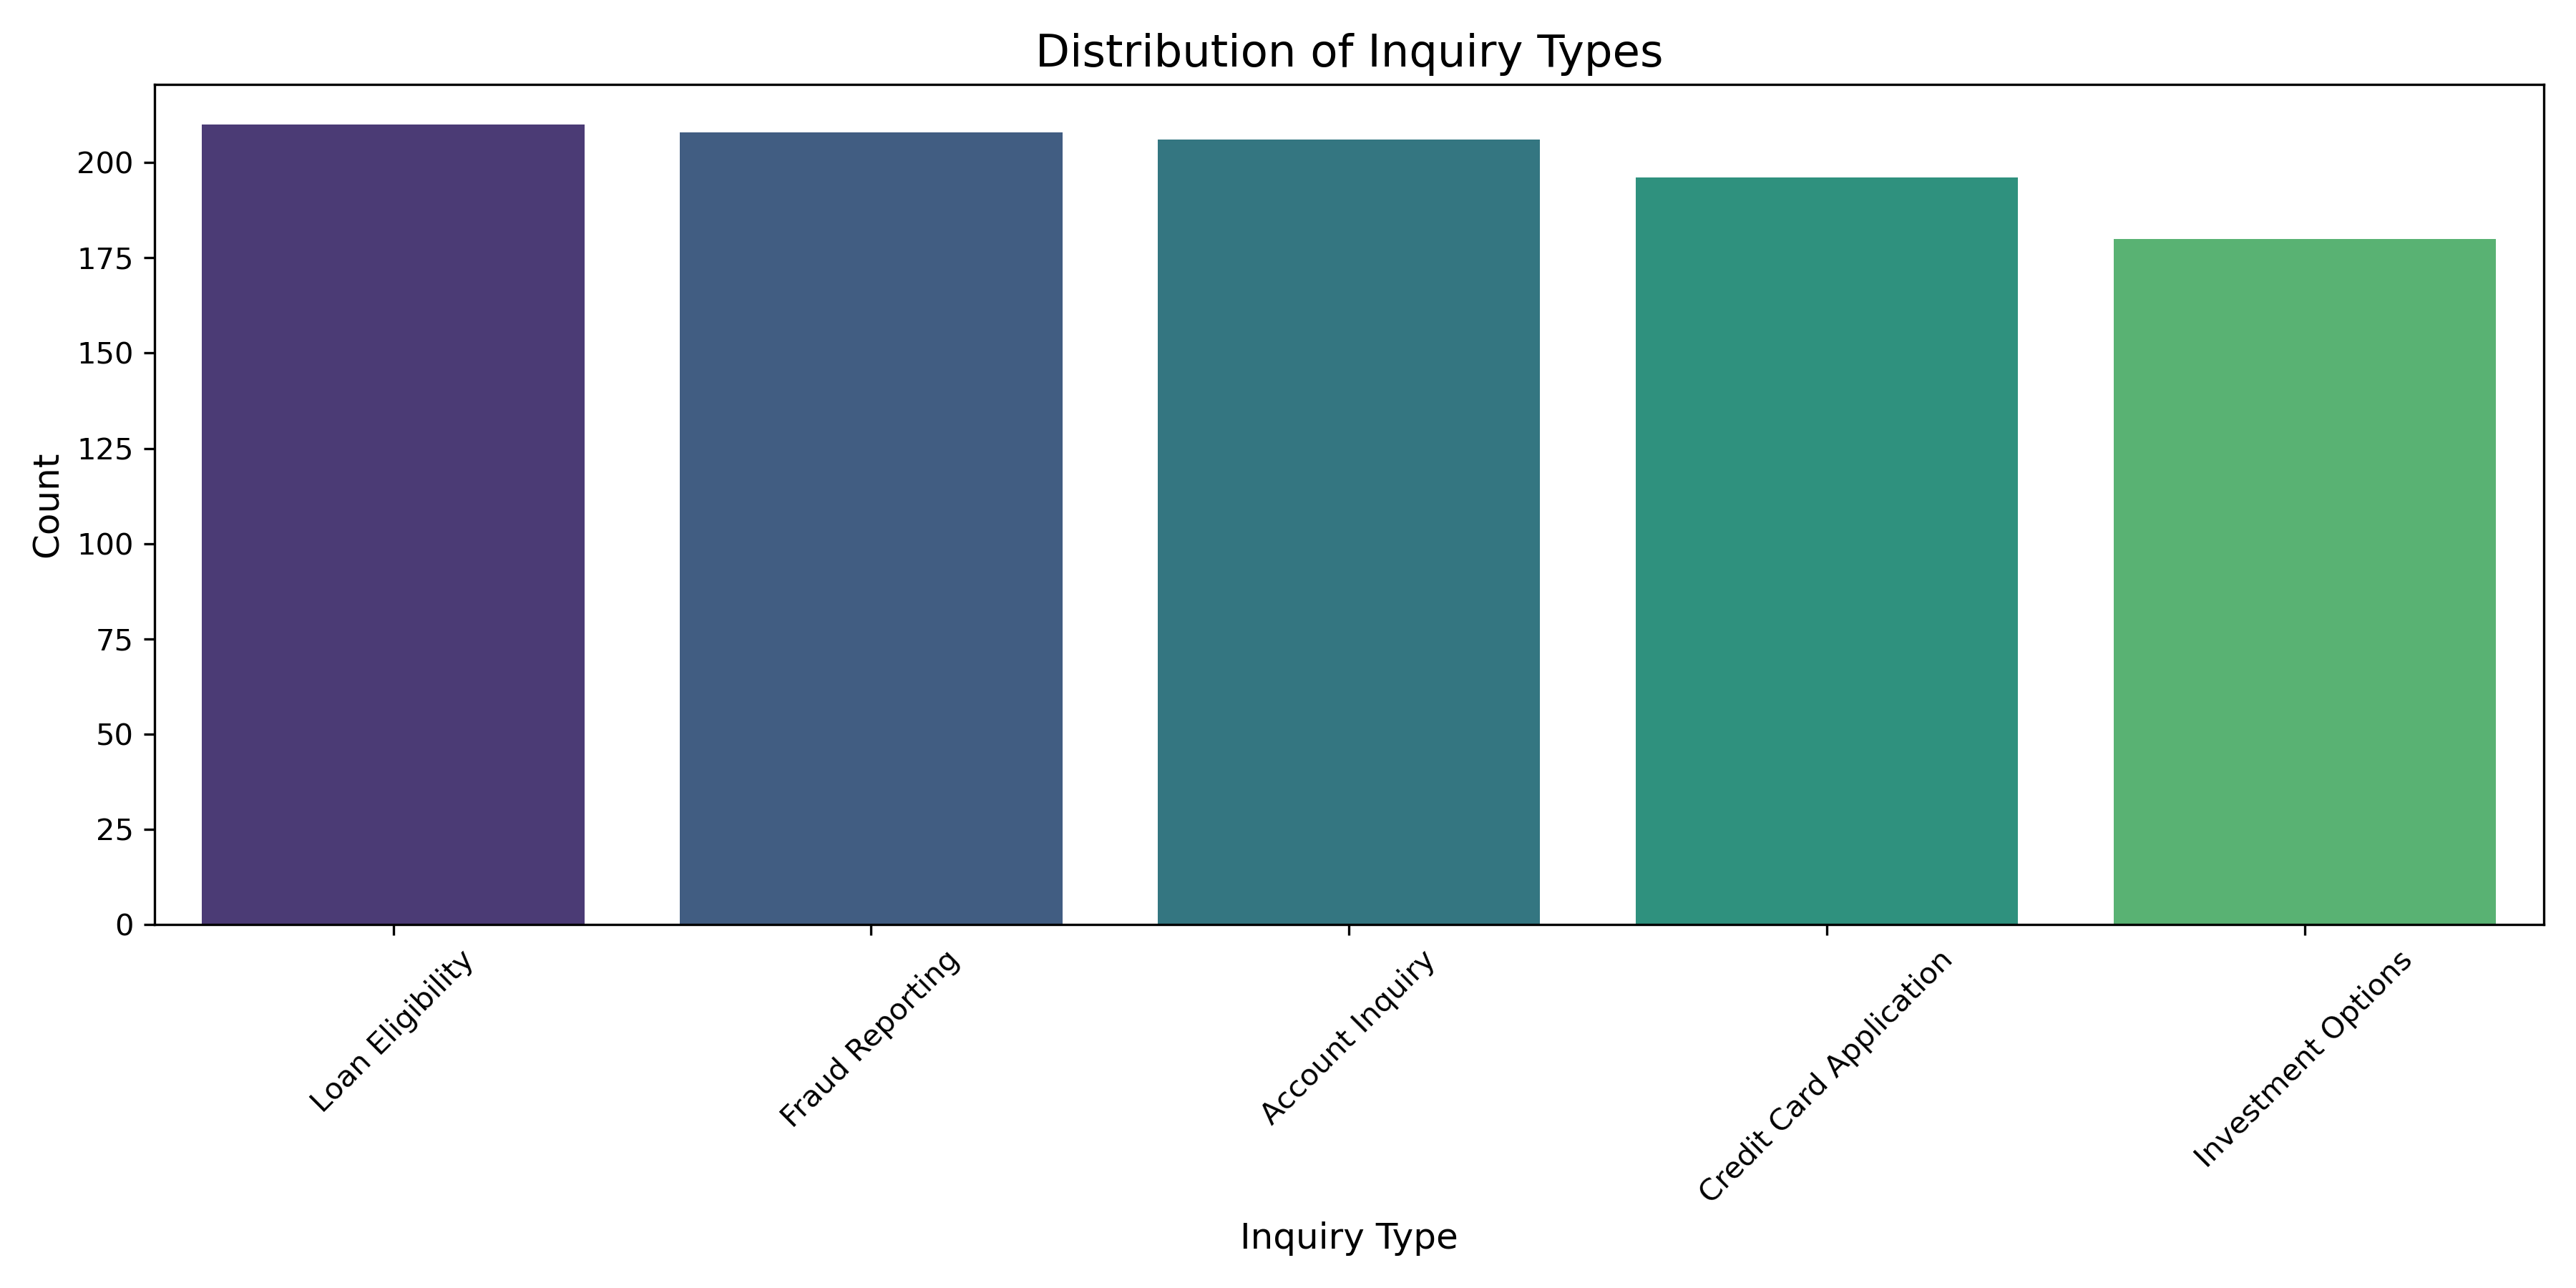 Distribution of Inquiry Types
Count
200
175
150
125
100
75
50
25
0
Loan Eligibility
Fraud Reporting
Account Inquiry
Credit Card Application
Investment Options
Inquiry Type